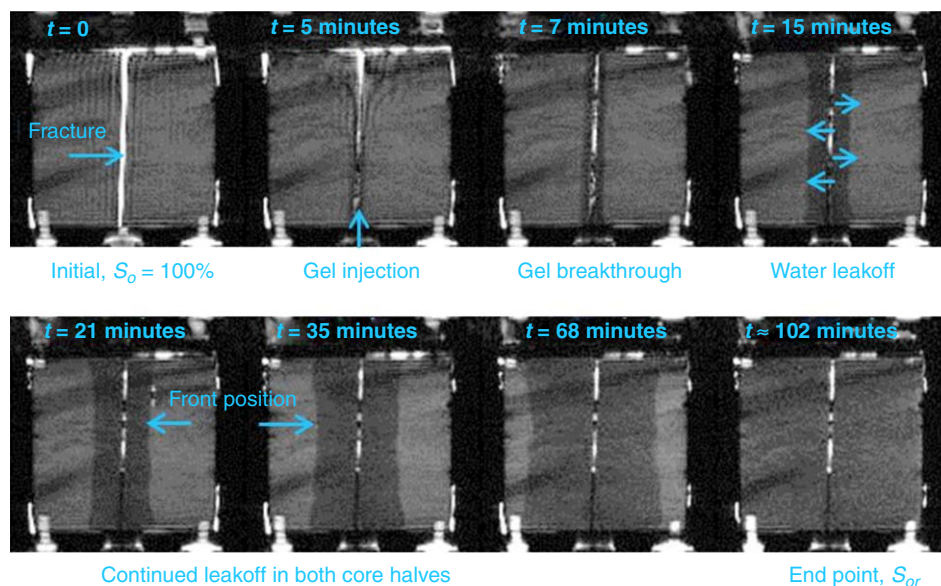 t = 0
t = 5 minutes
t = 7 minutes
t = 15 minutes
Fracture
Initial, So = 100%
Gel injection
Gel breakthrough
Water leakoff
t = 21 minutes
t = 35 minutes
t = 68 minutes
t ≈ 102 minutes
Front position
Continued leakoff in both core halves
End point, Sor